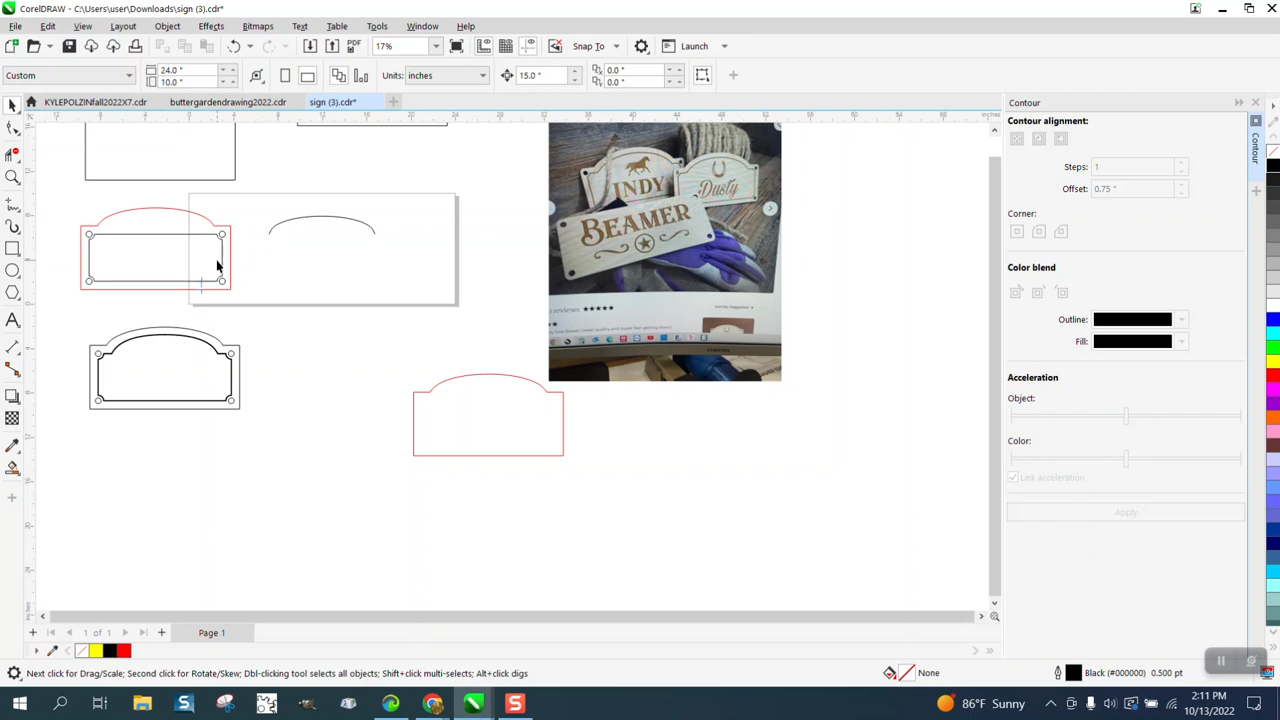 CorelDRAW - C:\Users\user\Downloads\sign (3).cdr*
File Edit View Layout Object Effects Bitmaps Text Table Tools Window Help
PDF 17% Snap To Launch
Custom 24.0 " 10.0 " Units: inches 15.0 " 0.0 " 0.0 "
KYLEPOLZINfall2022X7.cdr buttergardendrawing2022.cdr sign (3).cdr*
Contour
Contour alignment:
Steps: 1
Offset: 0.75 "
Corner:
Color blend
Outline:
Fill:
Acceleration
Object:
Color:
Link acceleration
Apply
Contour
inches
INDY
Dusty
BEAMER
reviews
1 of 1 Page 1
Next click for Drag/Scale; Second click for Rotate/Skew; Dbl-clicking tool selects all objects; Shift+click multi-selects; Alt+click digs
None Black (#000000) 0.500 pt
86°F Sunny 2:11 PM
10/13/2022